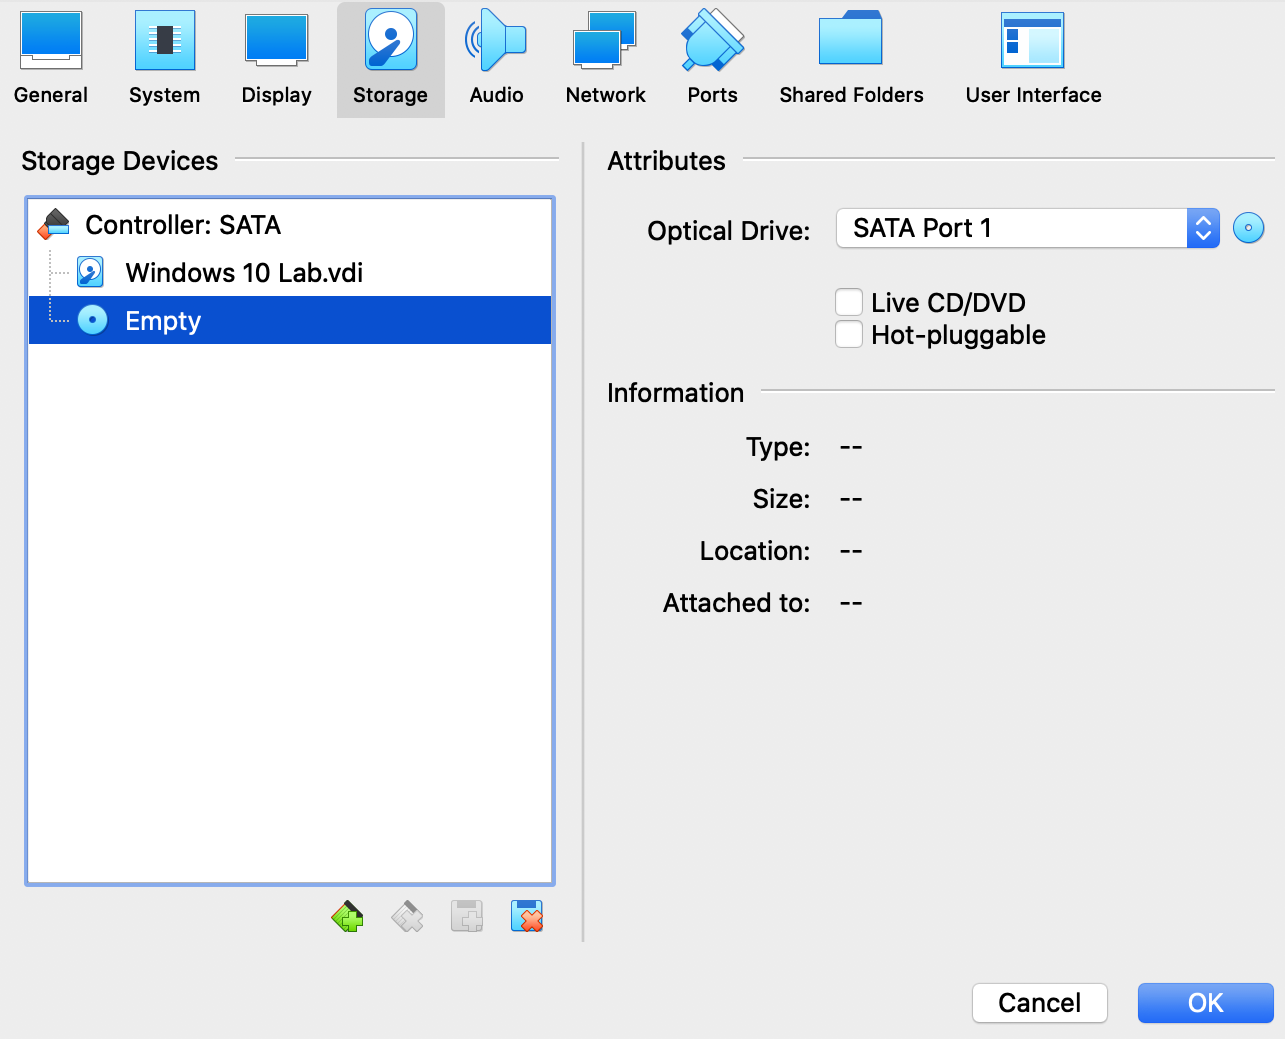 General System Display Storage Audio Network Ports Shared Folders User Interface
Storage Devices
Controller: SATA
Windows 10 Lab.vdi
Empty
Attributes
Optical Drive: SATA Port 1
Live CD/DVD
Hot-pluggable
Information
Type: --
Size: --
Location: --
Attached to: --
Cancel OK